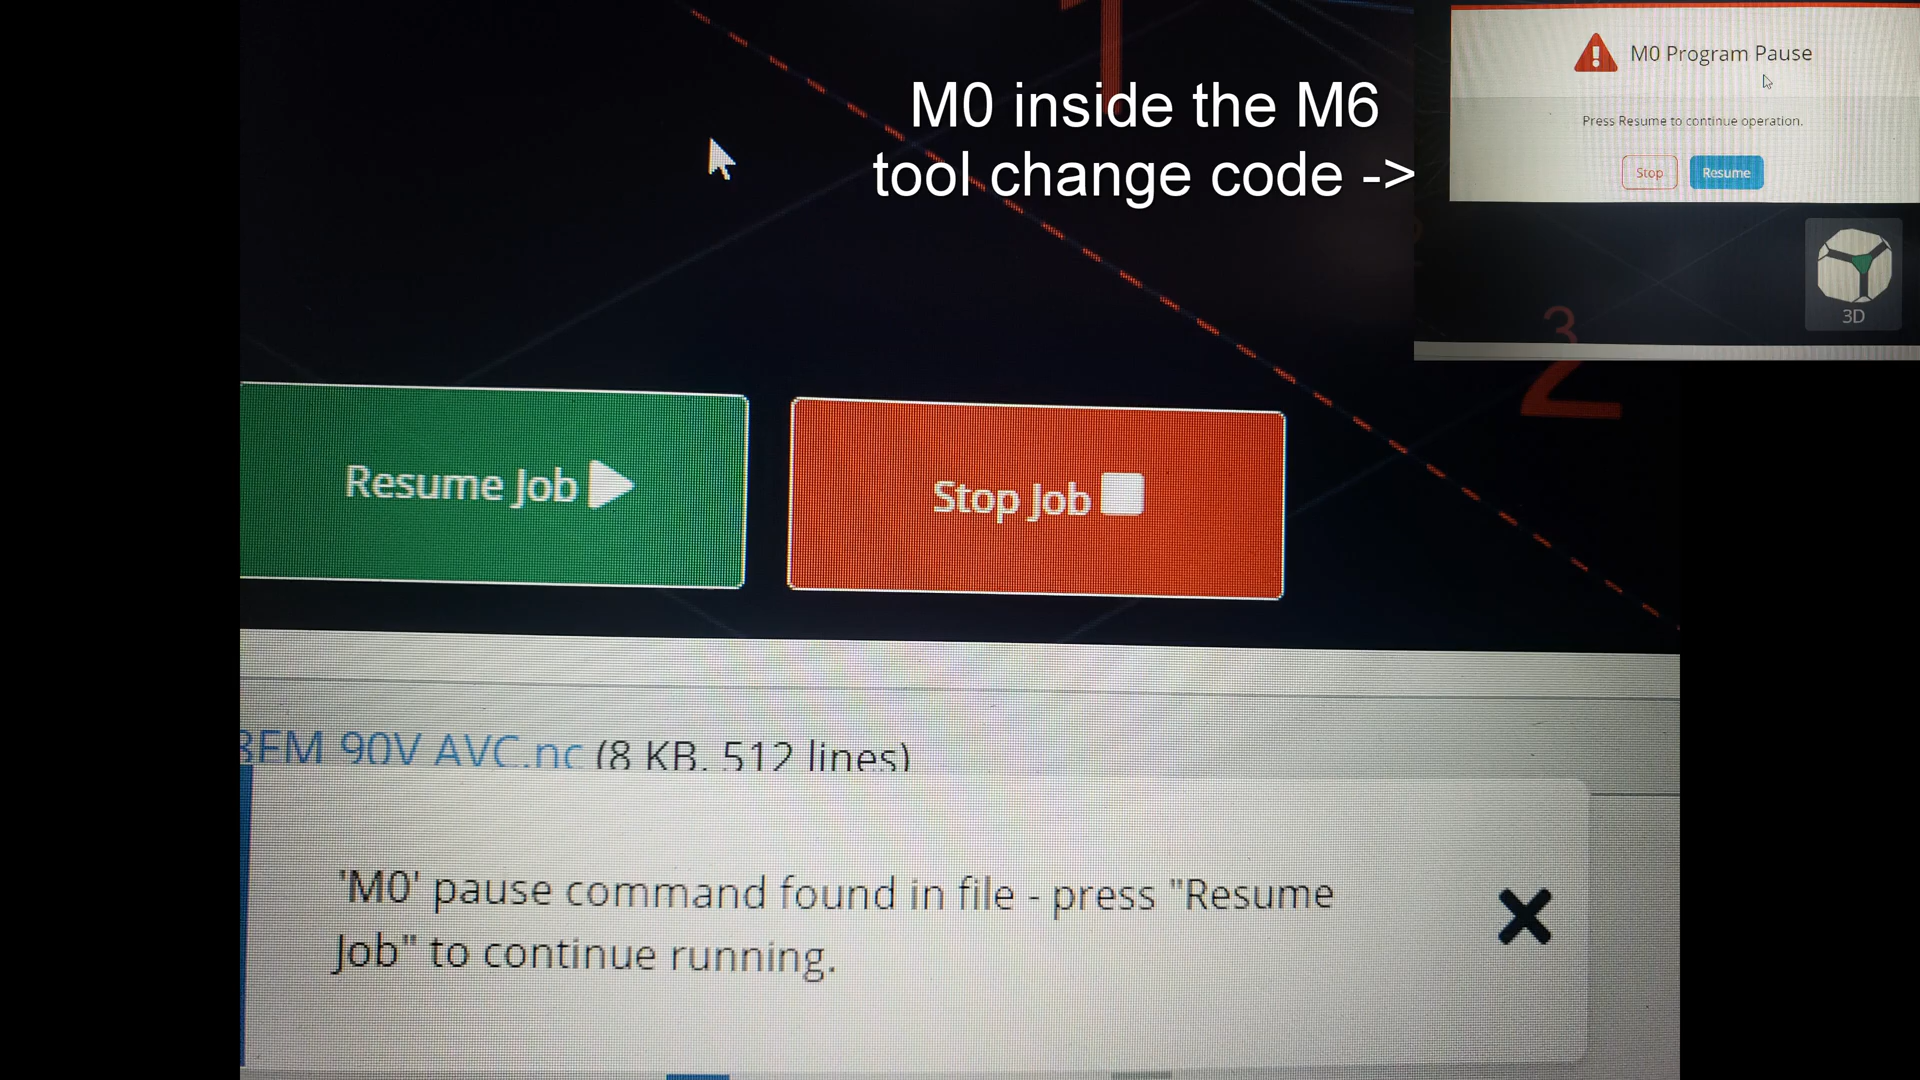 M0 inside the M6
tool change code ->
M0 Program Pause
Press Resume to continue operation.
Stop
Resume
3D
3
2
Resume Job
Stop Job
90V AVC.nc (8 KB, 512 lines)
'M0' pause command found in file - press "Resume
Job" to continue running.